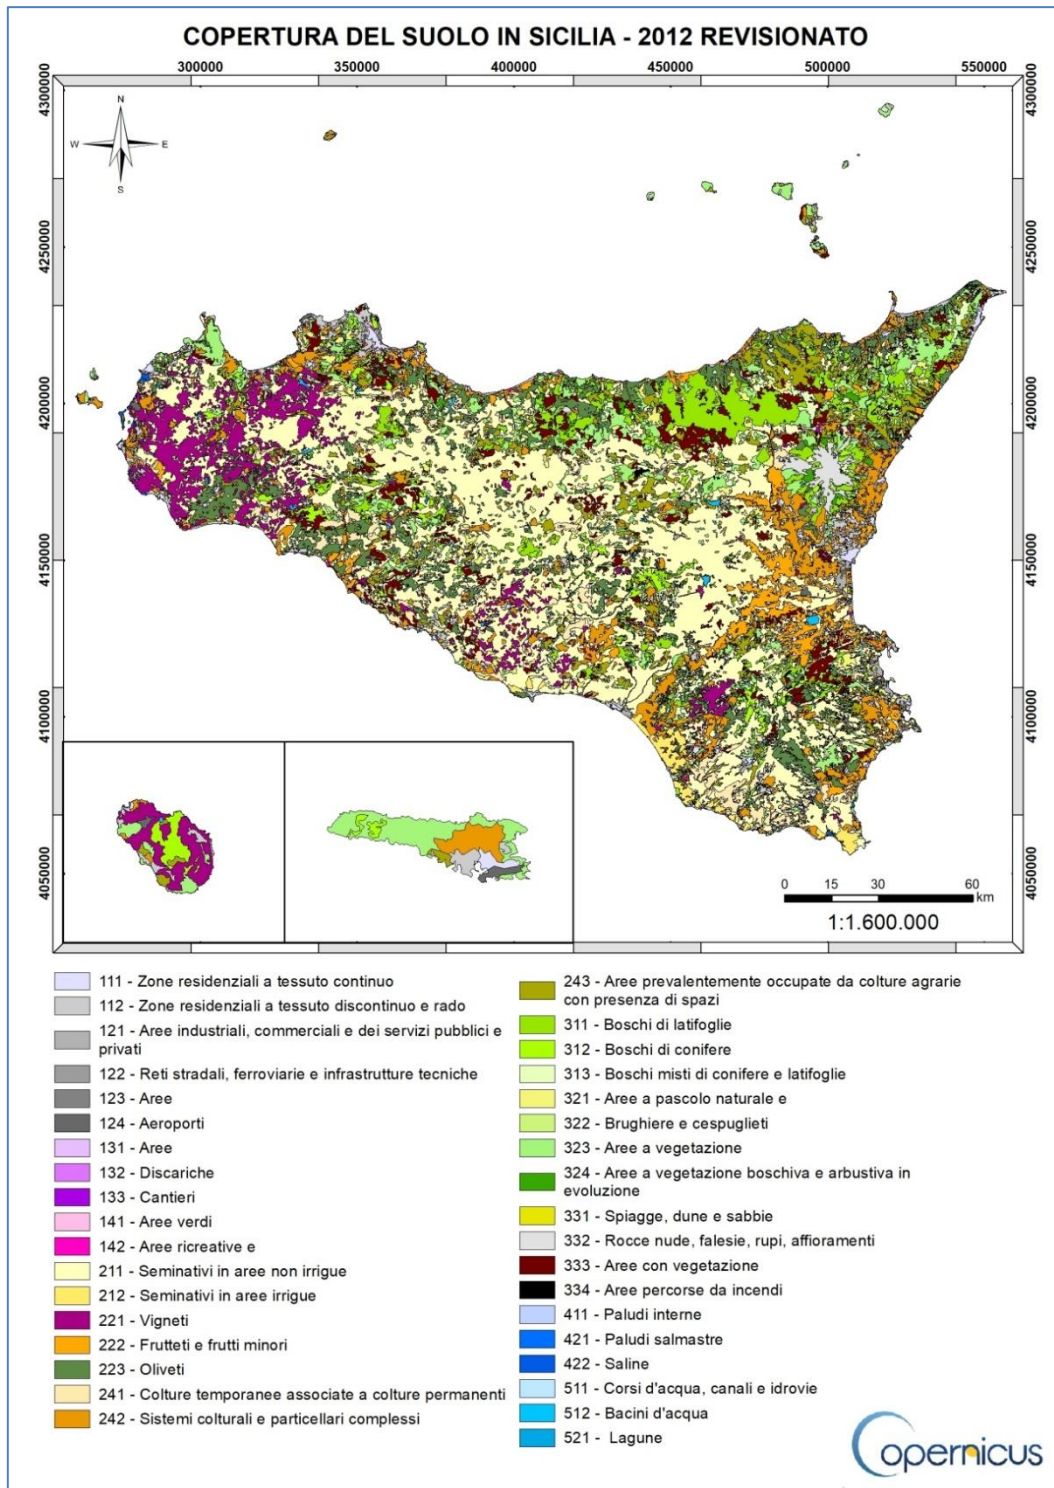 COPERTURA DEL SUOLO IN SICILIA - 2012 REVISIONATO
300000 350000 400000 450000 500000 550000
4300000 4300000
N
W E
S
4250000 4250000
4200000 4200000
4150000 4150000
4100000 4100000
4050000 4050000
0 15 30 60
km
1:1.600.000
111 - Zone residenziali a tessuto continuo
112 - Zone residenziali a tessuto discontinuo e rado
121 - Aree industriali, commerciali e dei servizi pubblici e
privati
122 - Reti stradali, ferroviarie e infrastrutture tecniche
123 - Aree
124 - Aeroporti
131 - Aree
132 - Discariche
133 - Cantieri
141 - Aree verdi
142 - Aree ricreative e
211 - Seminativi in aree non irrigue
212 - Seminativi in aree irrigue
221 - Vigneti
222 - Frutteti e frutti minori
223 - Oliveti
241 - Colture temporanee associate a colture permanenti
242 - Sistemi colturali e particellari complessi
243 - Aree prevalentemente occupate da colture agrarie
con presenza di spazi
311 - Boschi di latifoglie
312 - Boschi di conifere
313 - Boschi misti di conifere e latifoglie
321 - Aree a pascolo naturale e
322 - Brughiere e cespuglieti
323 - Aree a vegetazione
324 - Aree a vegetazione boschiva e arbustiva in
evoluzione
331 - Spiagge, dune e sabbie
332 - Rocce nude, falesie, rupi, affioramenti
333 - Aree con vegetazione
334 - Aree percorse da incendi
411 - Paludi interne
421 - Paludi salmastre
422 - Saline
511 - Corsi d'acqua, canali e idrovie
512 - Bacini d'acqua
521 - Lagune
Copernicus